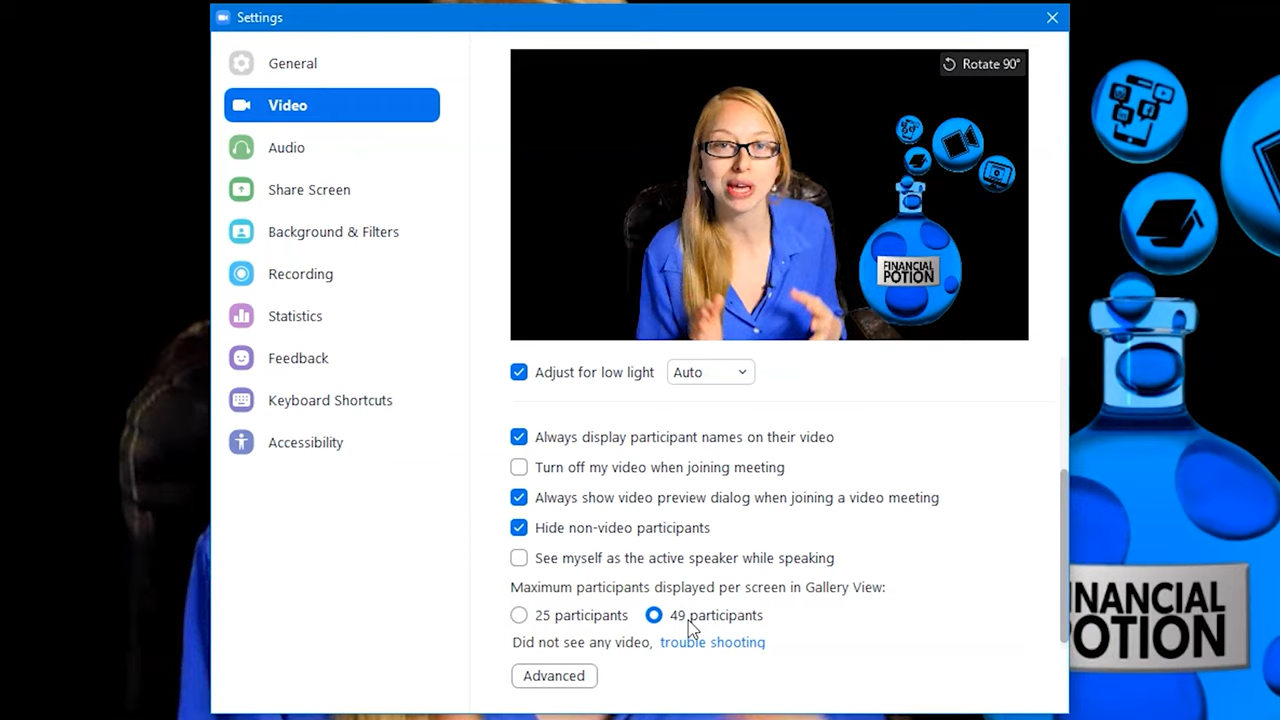 Settings
General
Video
Audio
Share Screen
Background & Filters
Recording
Statistics
Feedback
Keyboard Shortcuts
Accessibility
Rotate 90°
FINANCIAL
POTION
Adjust for low light
Auto
Always display participant names on their video
Turn off my video when joining meeting
Always show video preview dialog when joining a video meeting
Hide non-video participants
See myself as the active speaker while speaking
Maximum participants displayed per screen in Gallery View:
25 participants 49 participants
Did not see any video, trouble shooting
Advanced
INANCIAL
POTION